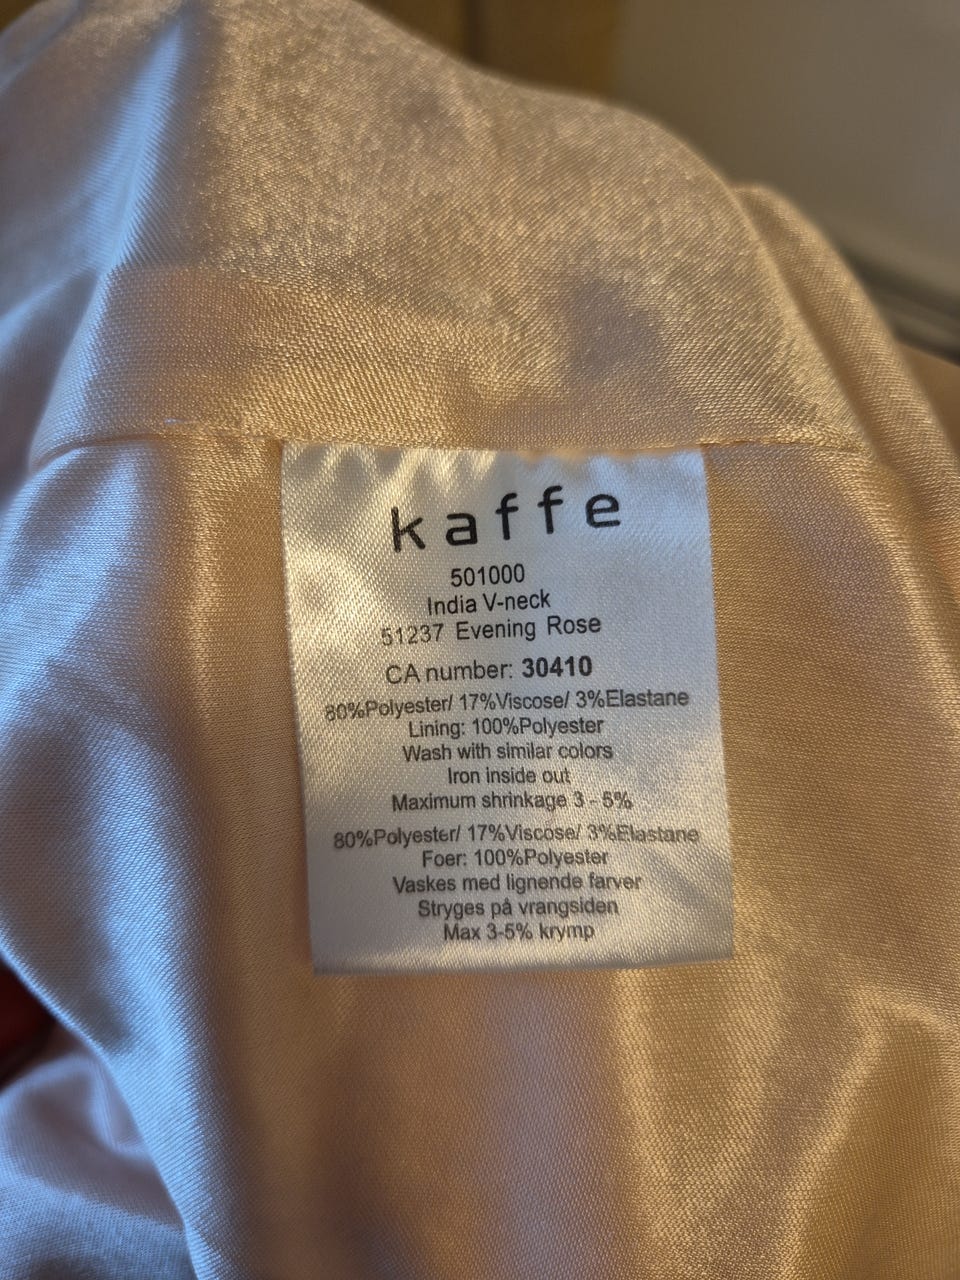 kaffe
501000
India V-neck
51237 Evening Rose
CA number: 30410
80%Polyester/ 17%Viscose/ 3%Elastane
Lining: 100%Polyester
Wash with similar colors
Iron inside out
Maximum shrinkage 3 - 5%
80%Polyester/ 17%Viscose/ 3%Elastane
Foer: 100%Polyester
Vaskes med lignende farver
Stryges på vrangsiden
Max 3-5% krymp